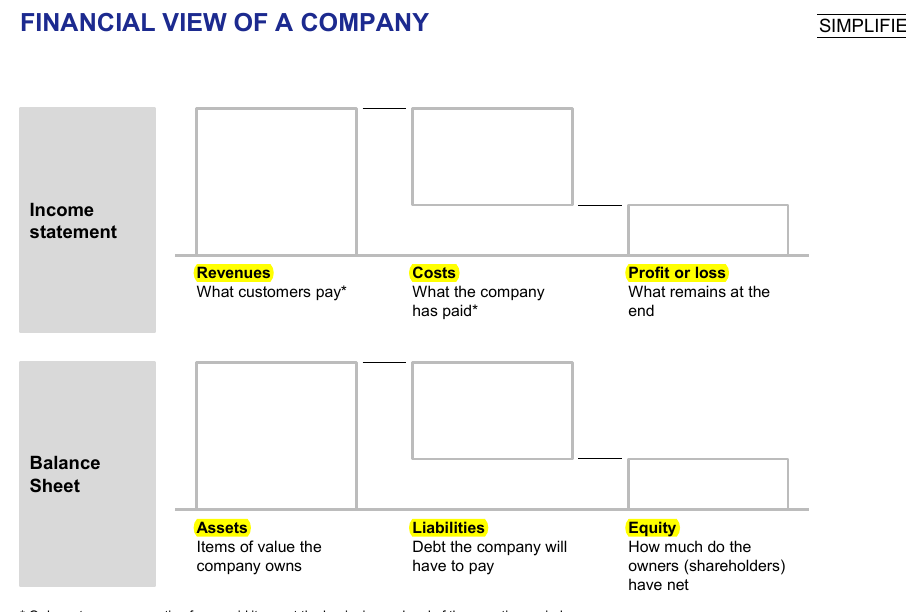 FINANCIAL VIEW OF A COMPANY
SIMPLIFIE
Income
statement
Revenues
What customers pay*
Costs
What the company
has paid*
Profit or loss
What remains at the
end
Balance
Sheet
Assets
Items of value the
company owns
Liabilities
Debt the company will
have to pay
Equity
How much do the
owners (shareholders)
have net